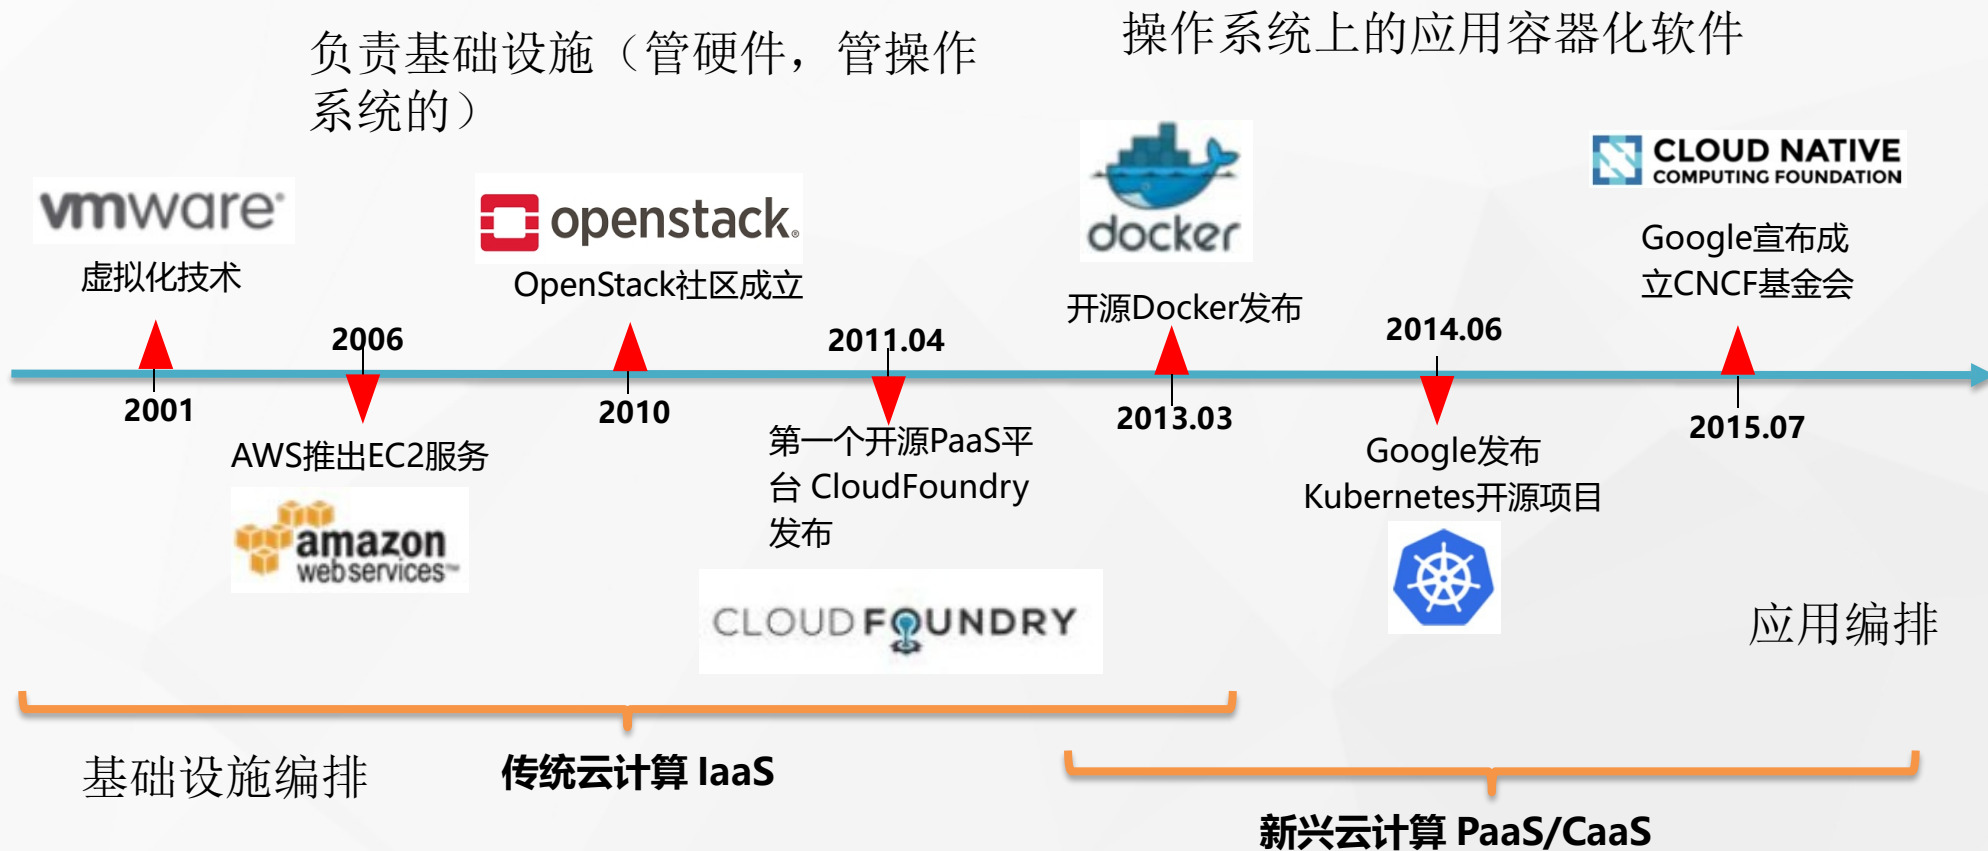 负责基础设施（管硬件，管操作
系统的）
操作系统上的应用容器化软件
vmware
虚拟化技术
openstack.
OpenStack社区成立
docker
开源Docker发布
CLOUD NATIVE
COMPUTING FOUNDATION
Google宣布成
立CNCF基金会
2001
2006
2010
2011.04
2013.03
2014.06
2015.07
AWS推出EC2服务
amazon
webservices™
第一个开源PaaS平
台 CloudFoundry
发布
CLOUD FOUNDRY
Google发布
Kubernetes开源项目
应用编排
基础设施编排
传统云计算 IaaS
新兴云计算 PaaS/CaaS